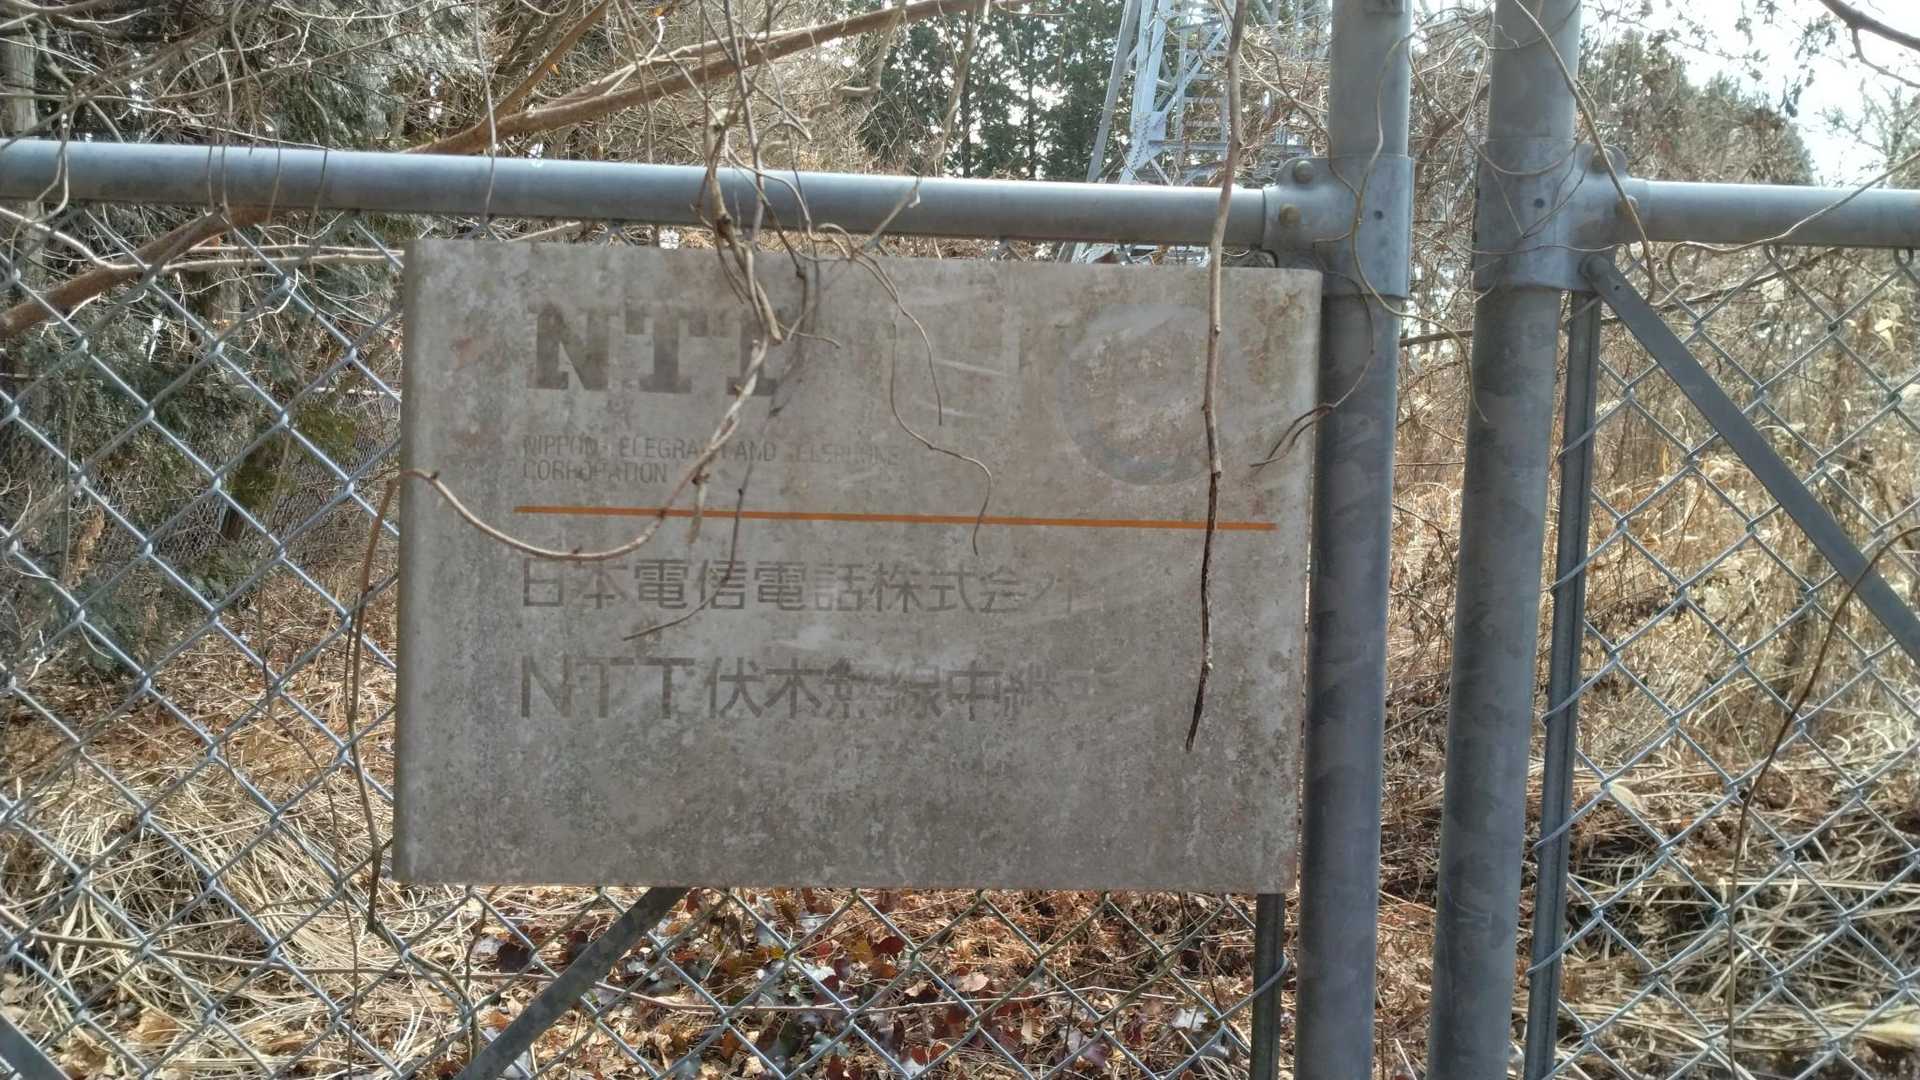 NTT
NIPPON TELEGRAPH AND TELEPHONE
CORPORATION
日本電信電話株式会社
NTT伏木無線中継